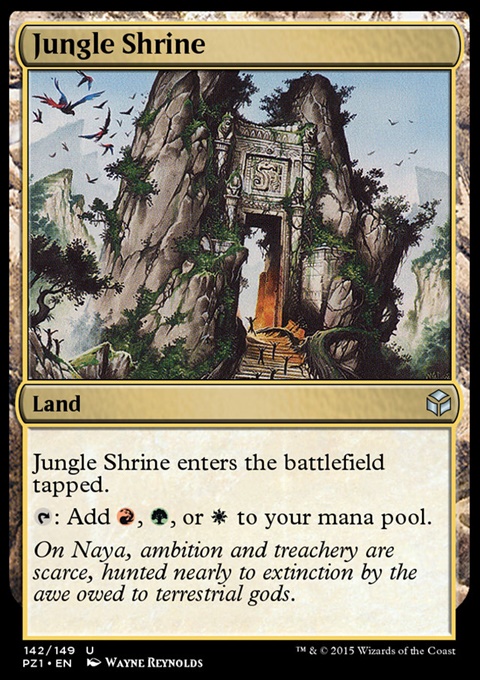 Jungle Shrine
Land
Jungle Shrine enters the battlefield
tapped.
: Add , , or to your mana pool.
On Naya, ambition and treachery are
scarce, hunted nearly to extinction by the
awe owed to terrestrial gods.
142/149 U
PZ1 • EN Wayne Reynolds
™ & © 2015 Wizards of the Coast